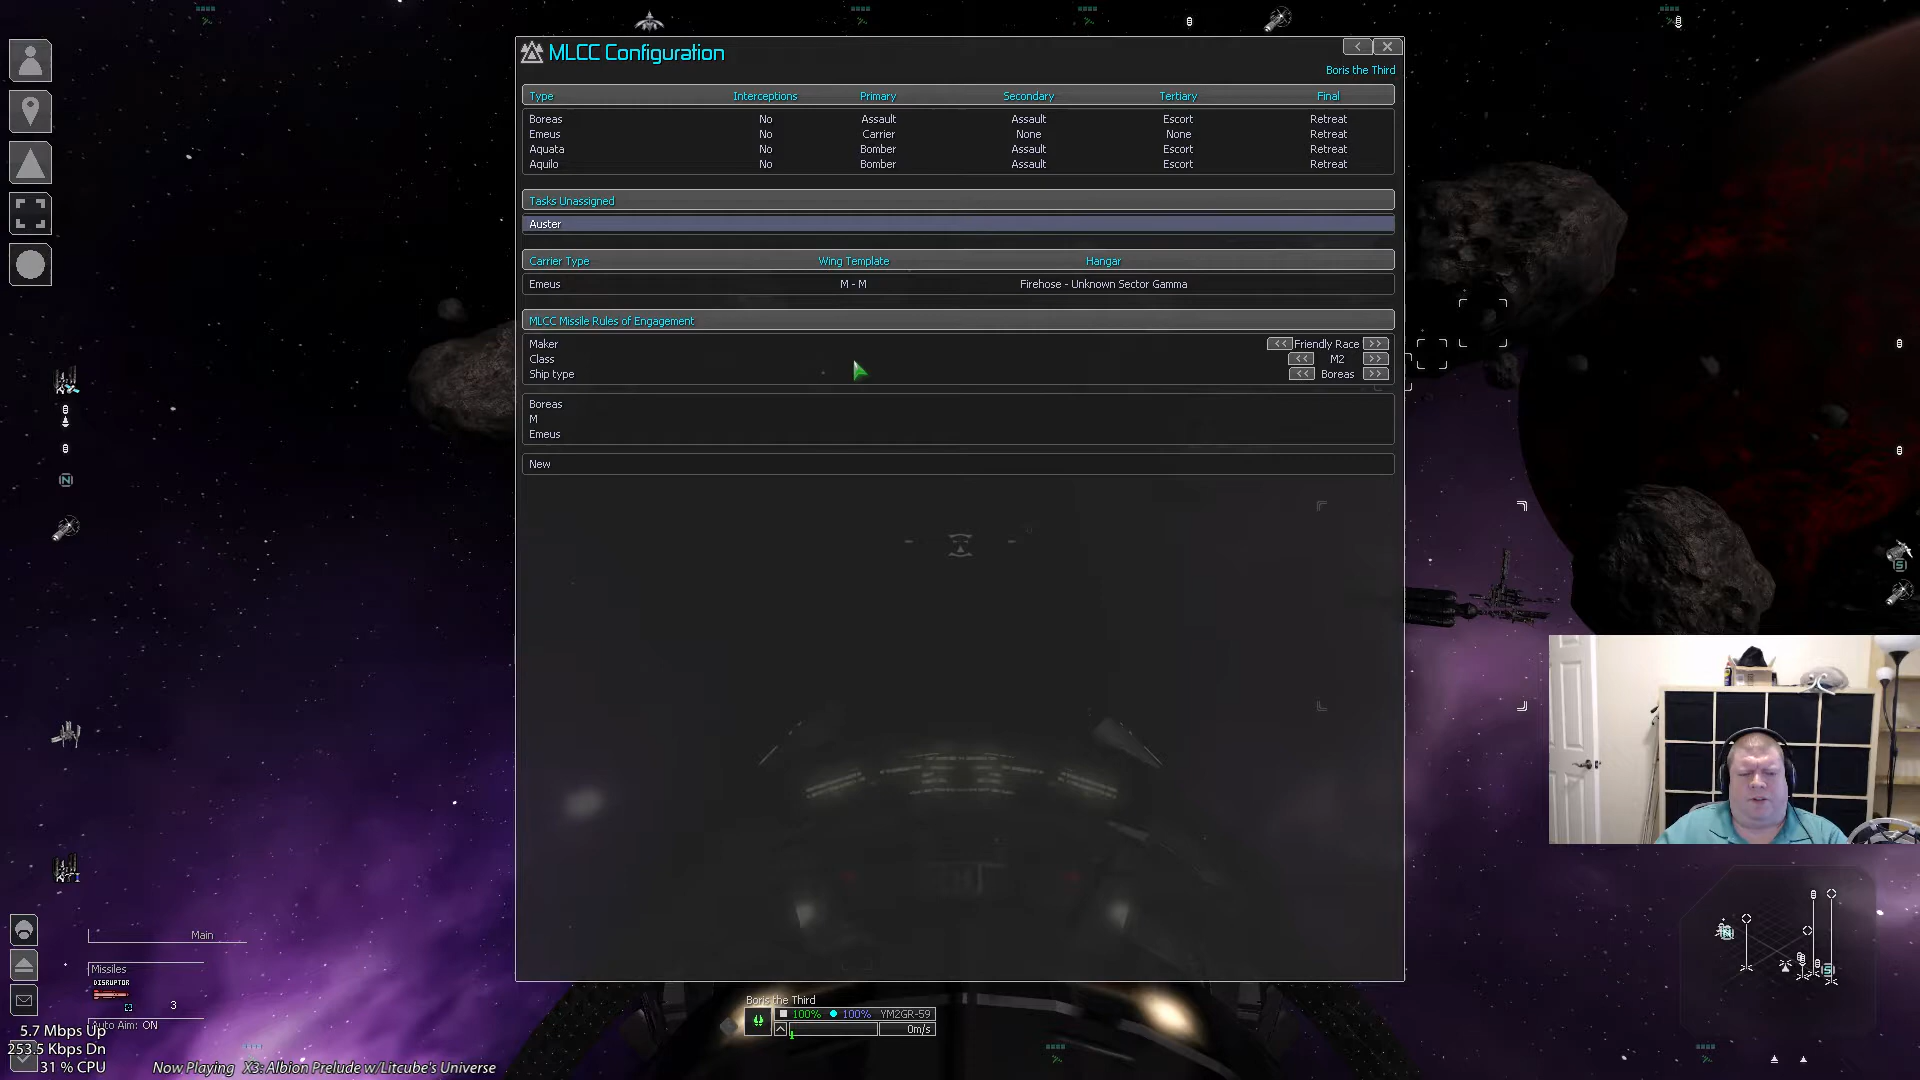 MLCC Configuration
Boris the Third
Type Interceptions Primary Secondary Tertiary Final
Boreas No Assault Assault Escort Retreat
Emeus No Carrier None None Retreat
Aquata No Bomber Assault Escort Retreat
Aquilo No Bomber Assault Escort Retreat
Tasks Unassigned
Auster
Carrier Type Wing Template Hangar
Emeus M - M Firehose - Unknown Sector Gamma
MLCC Missile Rules of Engagement
Maker << Friendly Race >>
Class << M2 >>
Ship type << Boreas >>
Boreas
M
Emeus
New
Main
Missiles
DISRUPTOR
3
Auto Aim: ON
5.7 Mbps Up
253.5 Kbps Dn
31 % CPU
Now Playing X3: Albion Prelude w/Litcube's Universe
Boris the Third
100% 100% YM2GR-59
0m/s
N
S
N
S